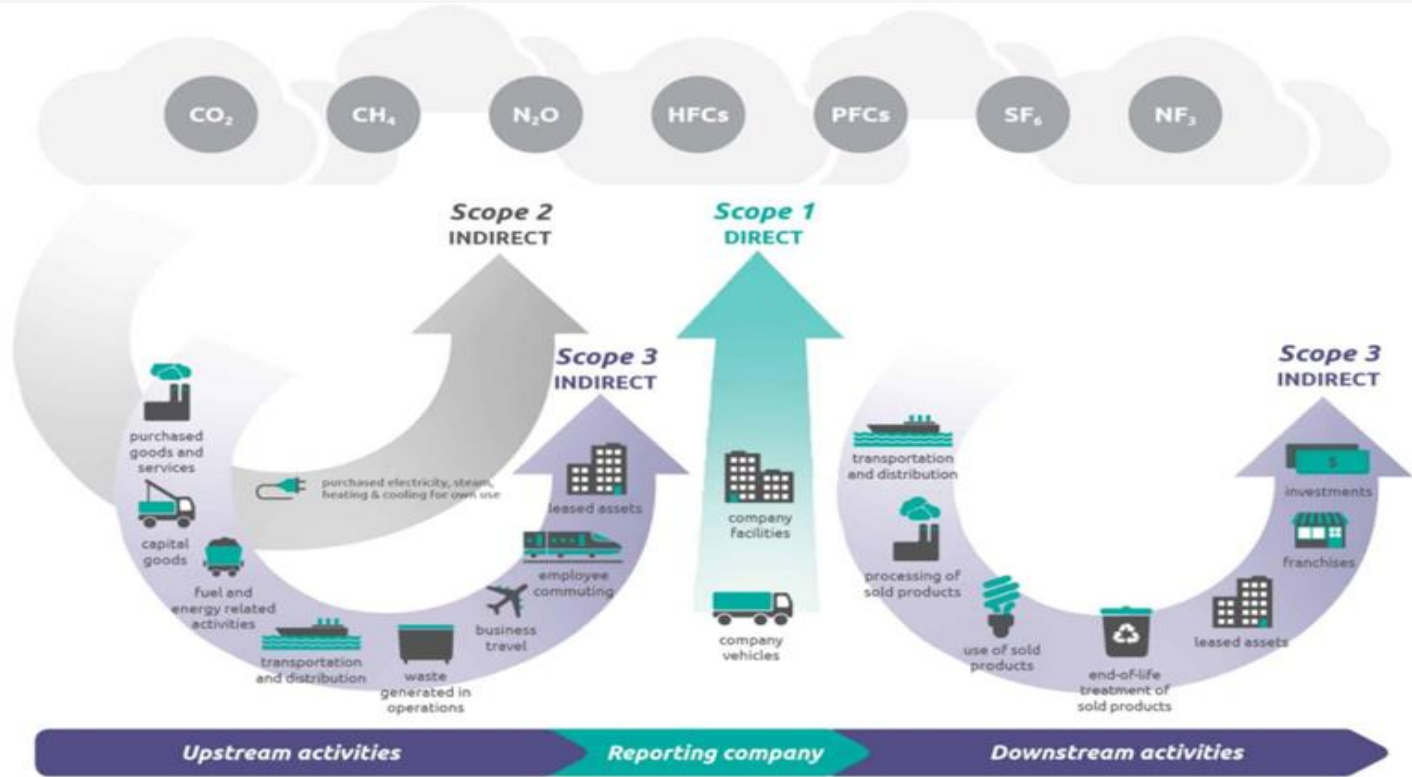 CO₂
CH₄
N₂O
HFCs
PFCs
SF₆
NF₃
Scope 2
INDIRECT
Scope 1
DIRECT
Scope 3
INDIRECT
Scope 3
INDIRECT
purchased
goods and
services
capital
goods
fuel and
energy related
activities
transportation
and distribution
waste
generated in
operations
business
travel
employee
commuting
leased assets
purchased electricity, steam,
heating & cooling for own use
company
facilities
company
vehicles
transportation
and distribution
processing of
sold products
use of sold
products
end-of-life
treatment of
sold products
leased assets
franchises
$
investments
Upstream activities
Reporting company
Downstream activities